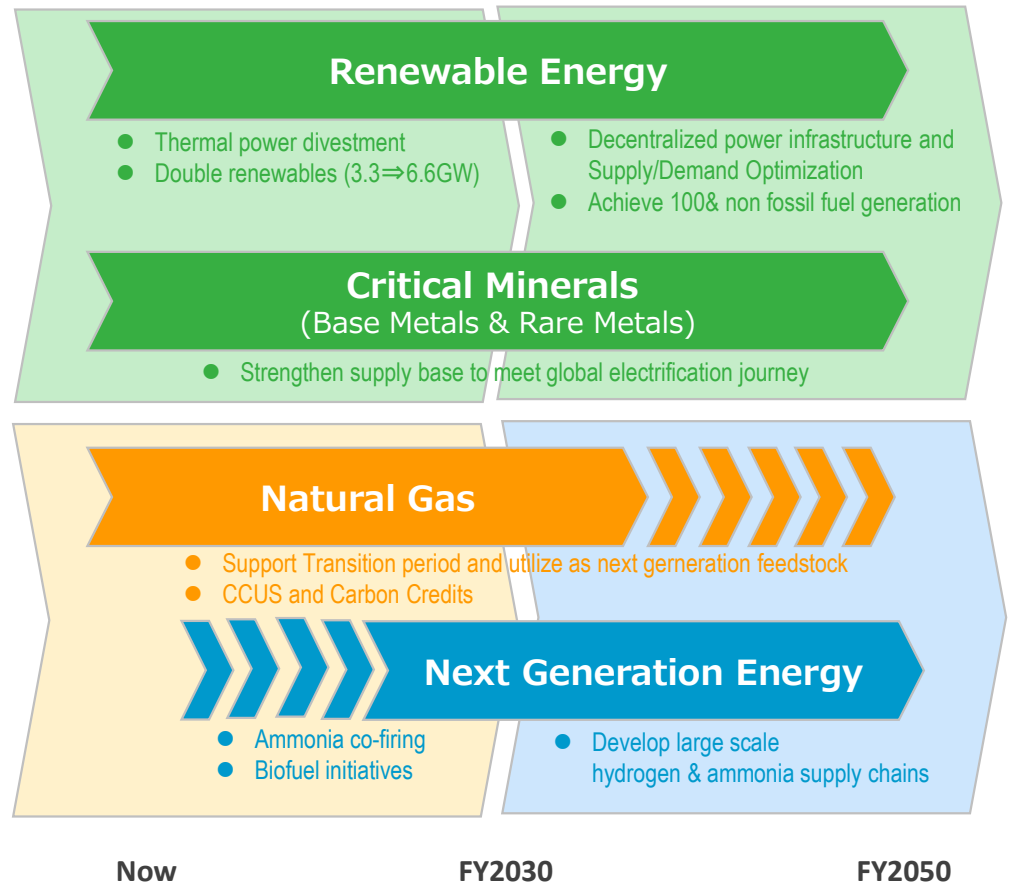 Renewable Energy
● Thermal power divestment
● Double renewables (3.3⇒6.6GW)
● Decentralized power infrastructure and
Supply/Demand Optimization
● Achieve 100& non fossil fuel generation
Critical Minerals
(Base Metals & Rare Metals)
● Strengthen supply base to meet global electrification journey
Natural Gas
● Support Transition period and utilize as next gerneration feedstock
● CCUS and Carbon Credits
Next Generation Energy
● Ammonia co-firing
● Biofuel initiatives
● Develop large scale
hydrogen & ammonia supply chains
Now FY2030 FY2050